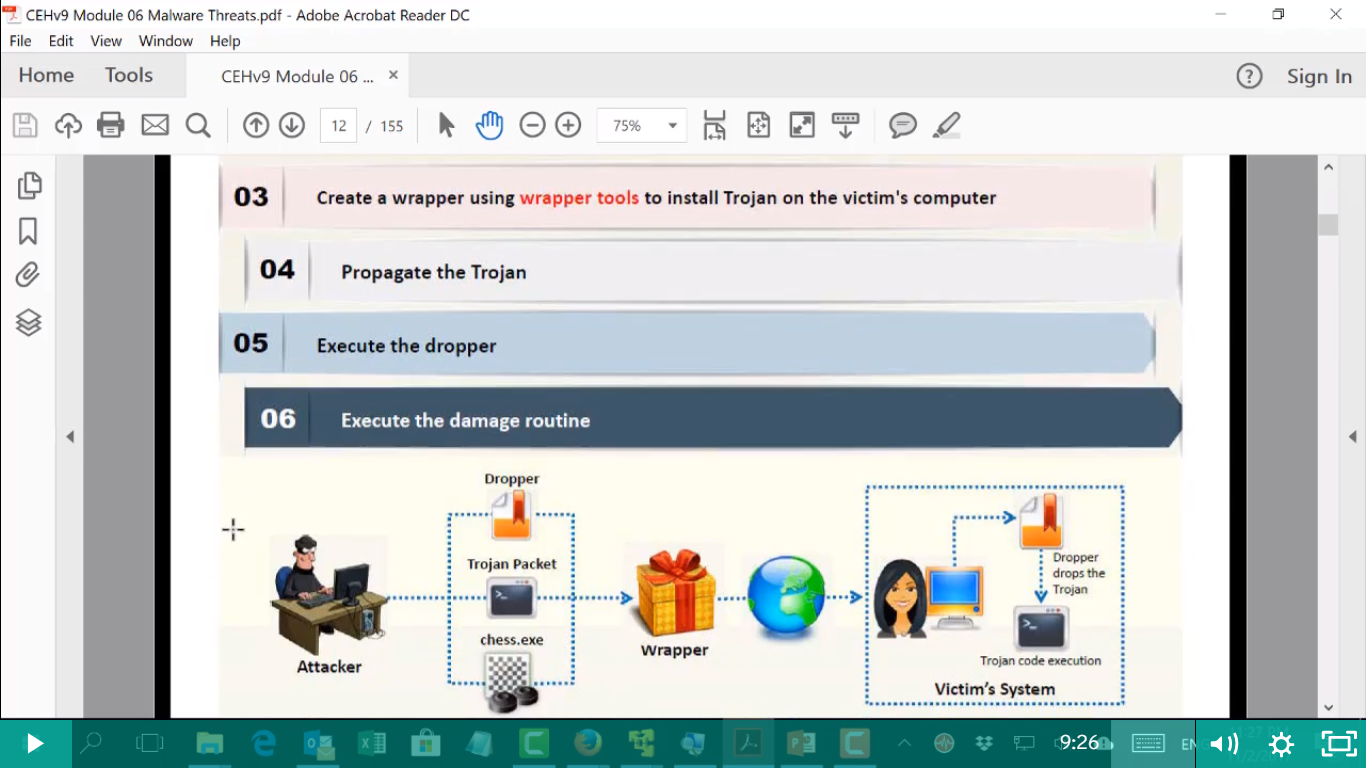 CEHv9 Module 06 Malware Threats.pdf - Adobe Acrobat Reader DC
File Edit View Window Help
Home Tools CEHv9 Module 06 ... Sign In
12 / 155 75%
03 Create a wrapper using wrapper tools to install Trojan on the victim's computer
04 Propagate the Trojan
05 Execute the dropper
06 Execute the damage routine
Dropper
Trojan Packet
chess.exe
Attacker
Wrapper
Dropper
drops the
Trojan
Trojan code execution
Victim's System
9:26